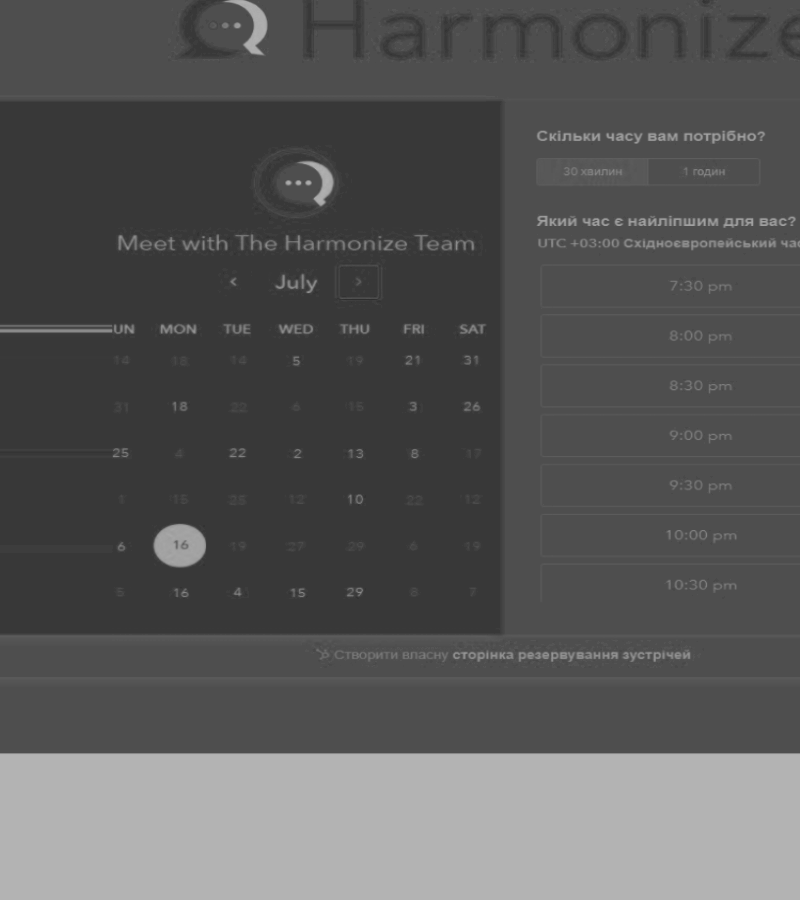 Harmonize
Meet with The Harmonize Team
July
UN MON TUE WED THU FRI SAT
14 18 14 5 19 21 31
31 18 22 6 15 3 26
25 4 22 2 13 8 17
15 12 10 22 12
6 16 19 27 29 6 19
5 16 4 15 29 8 7
Скільки часу вам потрібно?
30 хвилин 1 годин
Який час є найліпшим для вас?
UTC +03:00 Східноєвропейський
7:30 pm
8:00 pm
8:30 pm
9:00 pm
9:30 pm
10:00 pm
10:30 pm
Створити власну сторінка резервування зустрічей